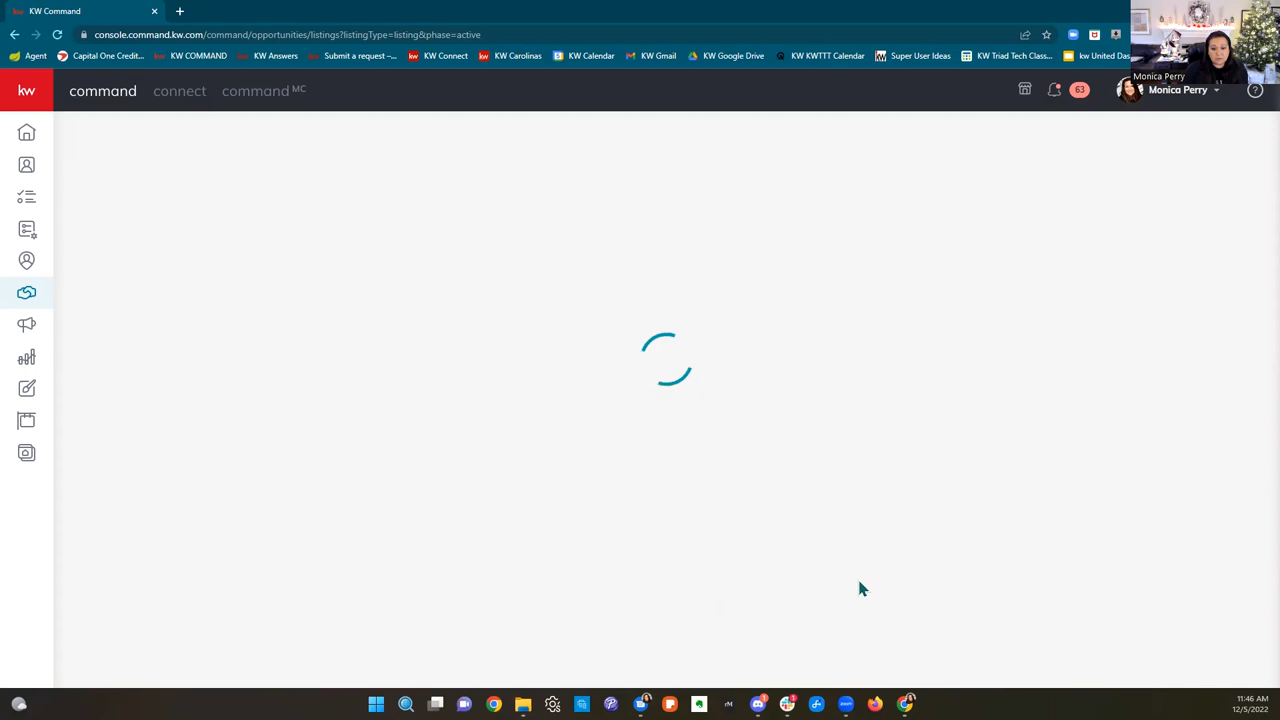 KW Command
console.command.kw.com/command/opportunities/listings?listingType=listing&phase=active
Agent Capital One Credit... KW COMMAND KW Answers Submit a request –... KW Connect KW Carolinas KW Calendar KW Gmail KW Google Drive KW KWTTT Calendar Super User Ideas KW Triad Tech Class... kw United Das
Monica Perry
kw command connect command MC 63 Monica Perry
11:46 AM
12/5/2022